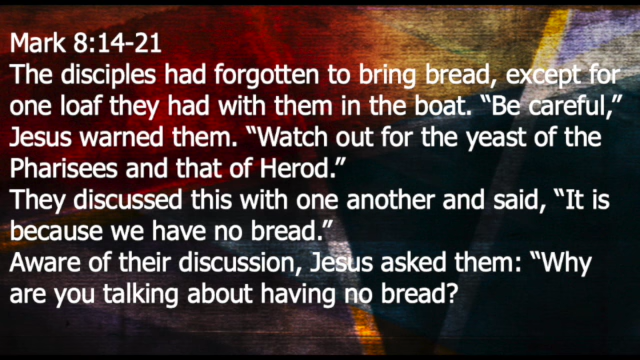 Mark 8:14-21
The disciples had forgotten to bring bread, except for
one loaf they had with them in the boat. “Be careful,”
Jesus warned them. “Watch out for the yeast of the
Pharisees and that of Herod.”
They discussed this with one another and said, “It is
because we have no bread.”
Aware of their discussion, Jesus asked them: “Why
are you talking about having no bread?